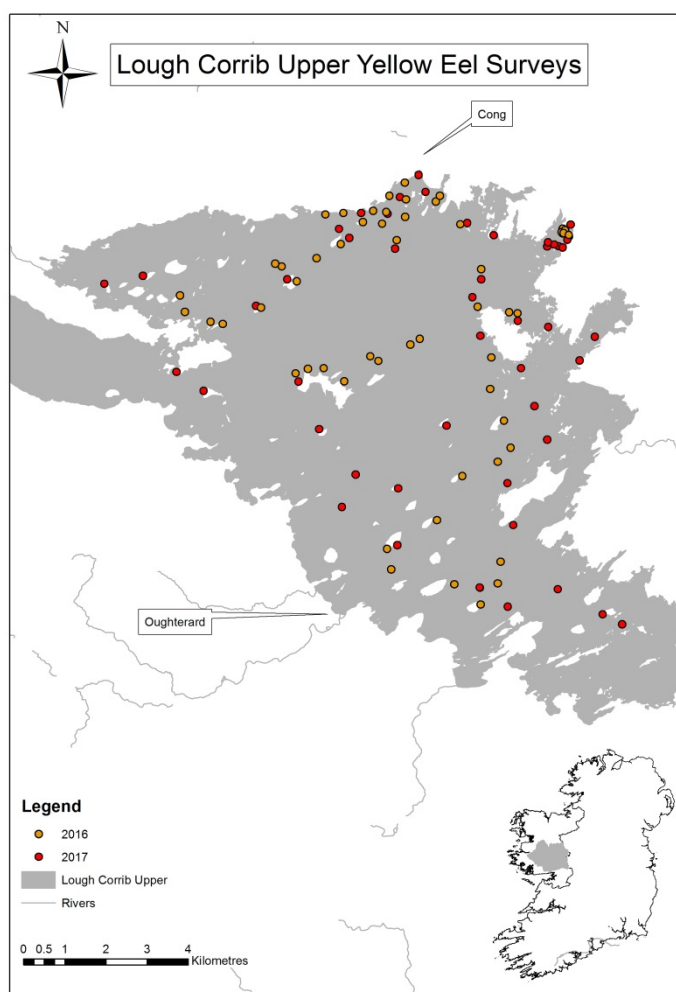 N
Lough Corrib Upper Yellow Eel Surveys
Cong
Oughterard
Legend
2016
2017
Lough Corrib Upper
Rivers
0 0.5 1 2 3 4
Kilometres